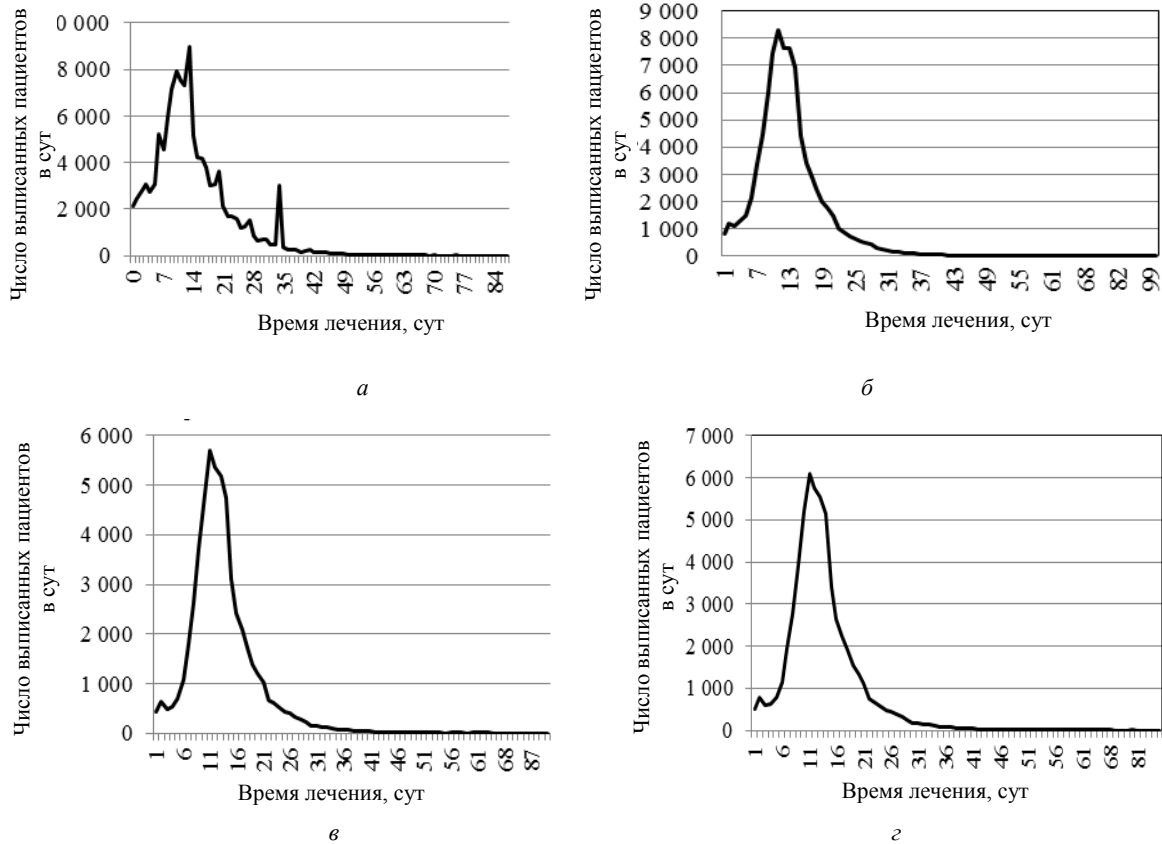 Число выписанных пациентов
в сут
0 000
8 000
6 000
4 000
2 000
0
0 7 14 21 28 35 42 49 56 63 70 77 84
Время лечения, сут
а
Число выписанных пациентов
в сут
9 000
8 000
7 000
6 000
5 000
4 000
3 000
2 000
1 000
0
1 7 13 19 25 31 37 43 49 55 61 68 82 99
Время лечения, сут
б
Число выписанных пациентов
в сут
6 000
5 000
4 000
3 000
2 000
1 000
0
1 6 11 16 21 26 31 36 41 46 51 56 61 68 87
Время лечения, сут
в
Число выписанных пациентов
в сут
7 000
6 000
5 000
4 000
3 000
2 000
1 000
0
1 6 11 16 21 26 31 36 41 46 51 56 61 68 81
Время лечения, сут
г